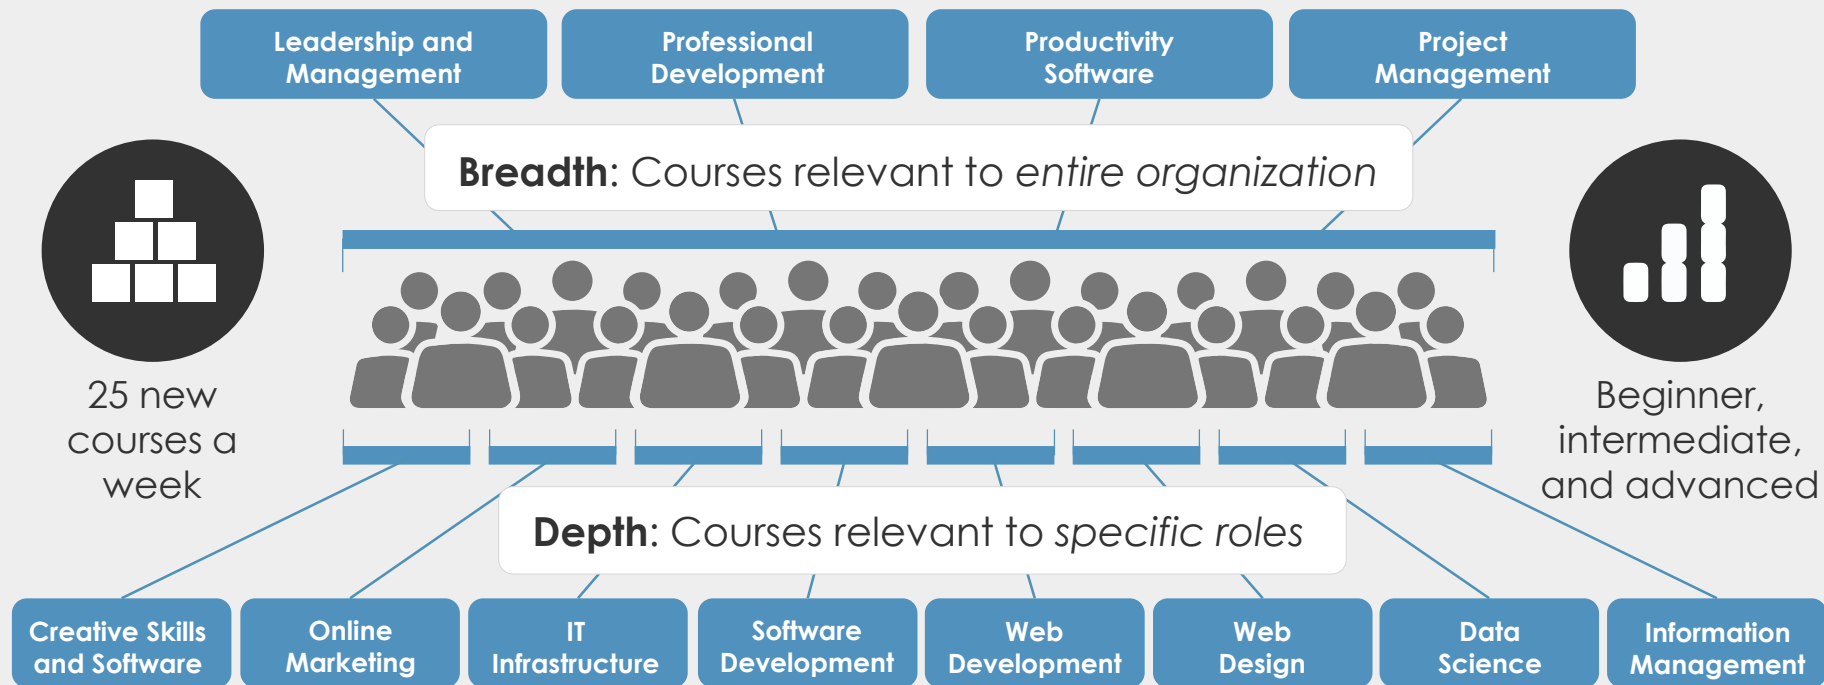 Leadership and
Management
Professional
Development
Productivity
Software
Project
Management
Breadth: Courses relevant to entire organization
25 new
courses a
week
Beginner,
intermediate,
and advanced
Depth: Courses relevant to specific roles
Creative Skills
and Software
Online
Marketing
IT
Infrastructure
Software
Development
Web
Development
Web
Design
Data
Science
Information
Management